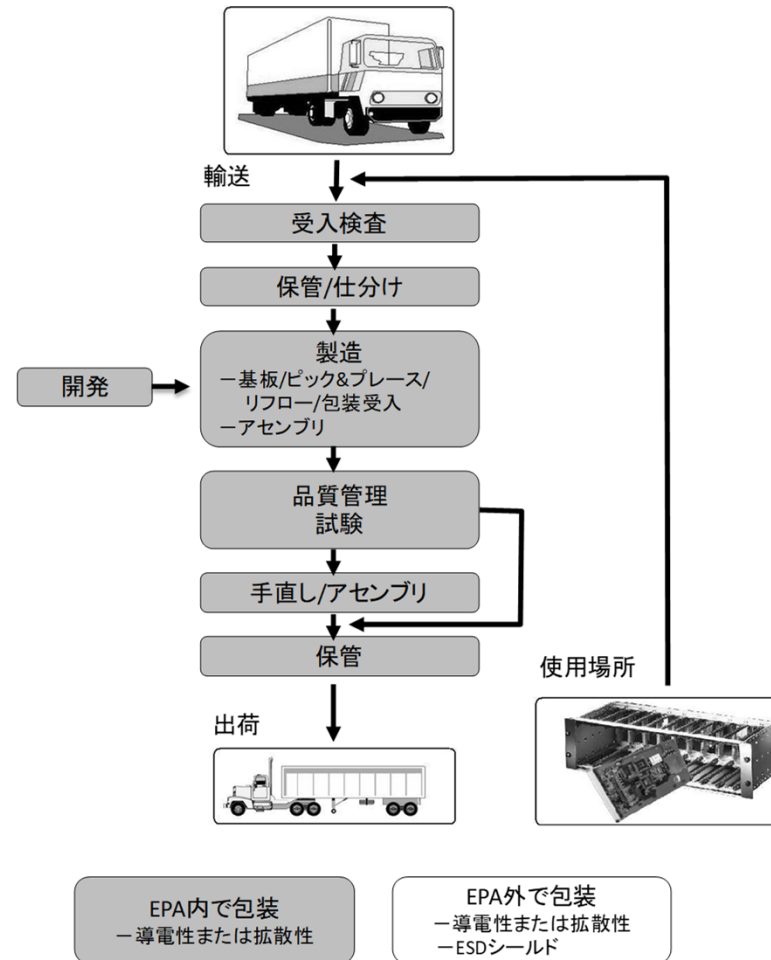 輸送
受入検査
保管/仕分け
製造
－基板/ピック&プレース/
リフロー/包装受入
－アセンブリ
開発
品質管理
試験
手直し/アセンブリ
保管
使用場所
出荷
EPA内で包装
－導電性または拡散性
EPA外で包装
－導電性または拡散性
－ESDシールド